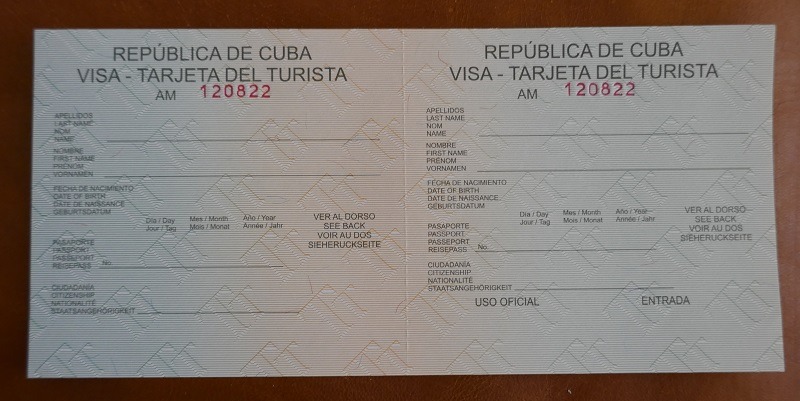 REPÚBLICA DE CUBA
VISA - TARJETA DEL TURISTA
AM 120822
APELLIDOS
LAST NAME
NOM
NAME
NOMBRE
FIRST NAME
PRÉNOM
VORNAMEN
FECHA DE NACIMIENTO
DATE OF BIRTH
DATE DE NAISSANCE
GEBURTSDATUM
Dia / Day Mes / Month Año / Year
Jour / Tag Mois / Monat Année / Jahr
VER AL DORSO
SEE BACK
VOIR AU DOS
SIEHERUCKSEITE
PASAPORTE
PASSPORT
PASSEPORT
REISEPASS No.
CIUDADANÍA
CITIZENSHIP
NATIONALITÉ
STAATSANGEHÖRIGKEIT
REPÚBLICA DE CUBA
VISA - TARJETA DEL TURISTA
AM 120822
APELLIDOS
LAST NAME
NOM
NAME
NOMBRE
FIRST NAME
PRÉNOM
VORNAMEN
FECHA DE NACIMIENTO
DATE OF BIRTH
DATE DE NAISSANCE
GEBURTSDATUM
Dia / Day Mes / Month Año / Year
Jour / Tag Mois / Monat Année / Jahr
VER AL DORSO
SEE BACK
VOIR AU DOS
SIEHERUCKSEITE
PASAPORTE
PASSPORT
PASSEPORT
REISEPASS No.
CIUDADANÍA
CITIZENSHIP
NATIONALITÉ
STAATSANGEHÖRIGKEIT
USO OFICIAL ENTRADA